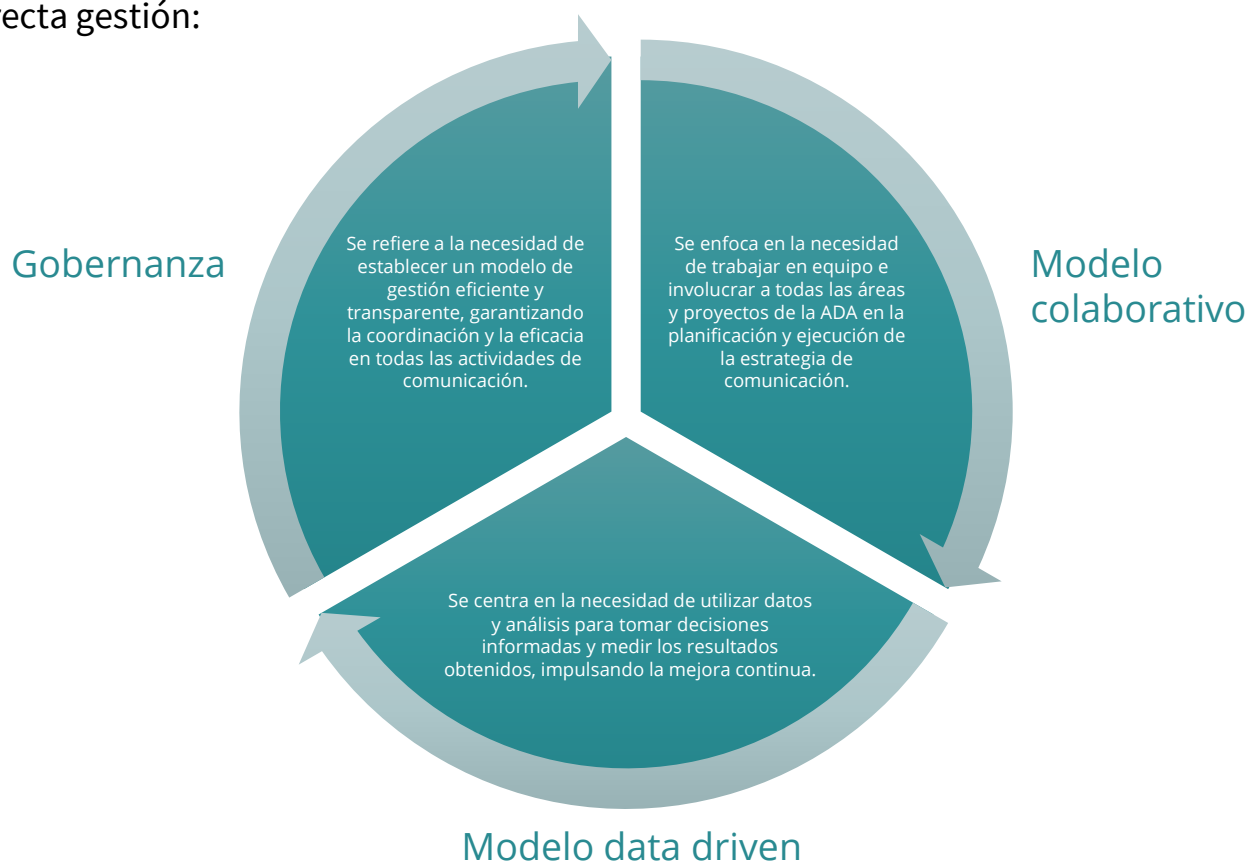 recta gestión:
Gobernanza
Se refiere a la necesidad de
establecer un modelo de
gestión eficiente y
transparente, garantizando
la coordinación y la eficacia
en todas las actividades de
comunicación.
Se enfoca en la necesidad
de trabajar en equipo e
involucrar a todas las áreas
y proyectos de la ADA en la
planificación y ejecución de
la estrategia de
comunicación.
Modelo
colaborativo
Se centra en la necesidad de utilizar datos
y análisis para tomar decisiones
informadas y medir los resultados
obtenidos, impulsando la mejora continua.
Modelo data driven